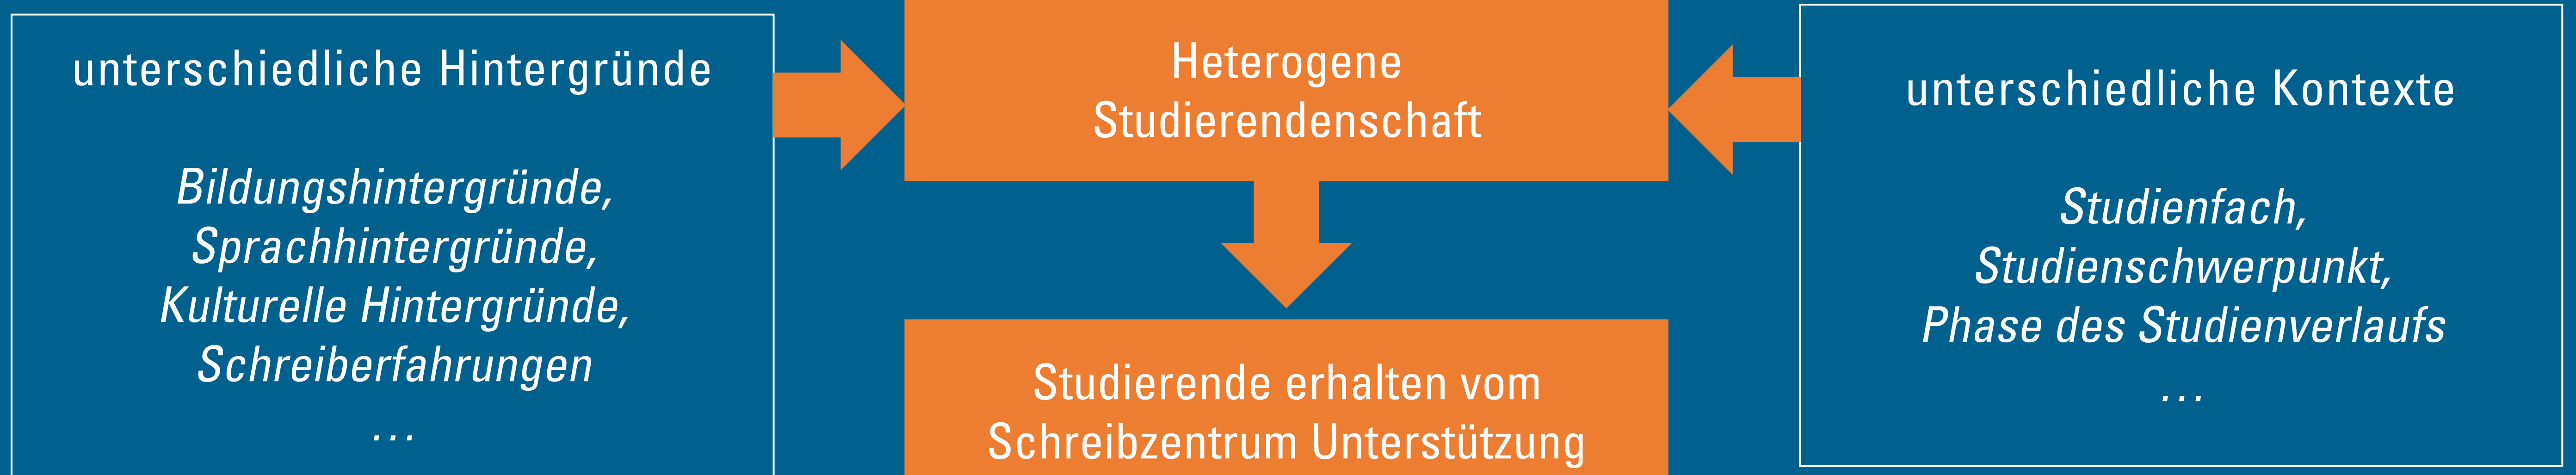 unterschiedliche Hintergründe
Bildungshintergründe,
Sprachhintergründe,
Kulturelle Hintergründe,
Schreiberfahrungen
...
Heterogene
Studierendenschaft
Studierende erhalten vom
Schreibzentrum Unterstützung
unterschiedliche Kontexte
Studienfach,
Studienschwerpunkt,
Phase des Studienverlaufs
...